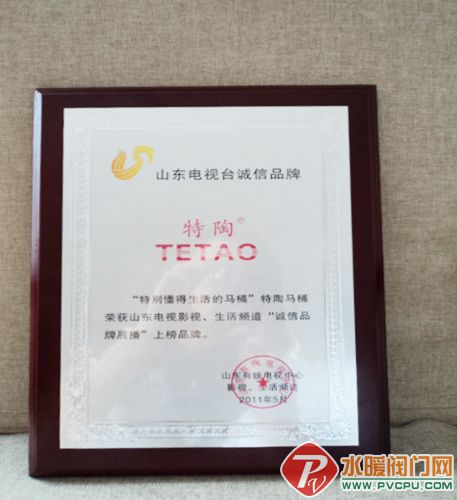 山东电视台诚信品牌
特陶®
TETAO
“特别懂得生活的马桶”特陶马桶
荣获山东电视影视、生活频道“诚信品
牌展播”上榜品牌。
山东有线电视中心
影视、生活频道
2011年5月
水暖阀门网
WWW.PVCPU.COM